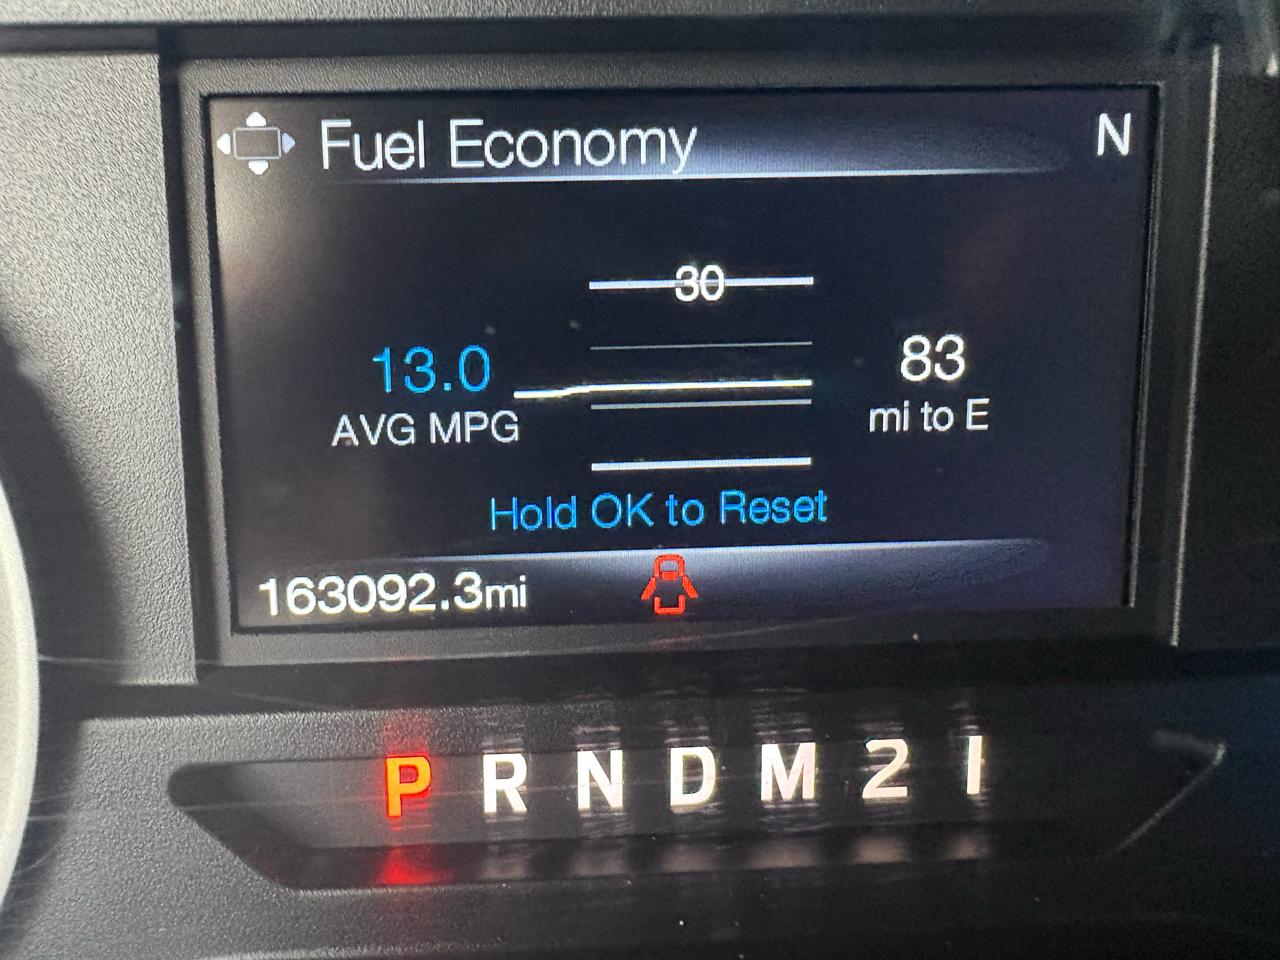 Fuel Economy
N
30
13.0
AVG MPG
83
mi to E
Hold OK to Reset
163092.3mi
P R N D M 2 1